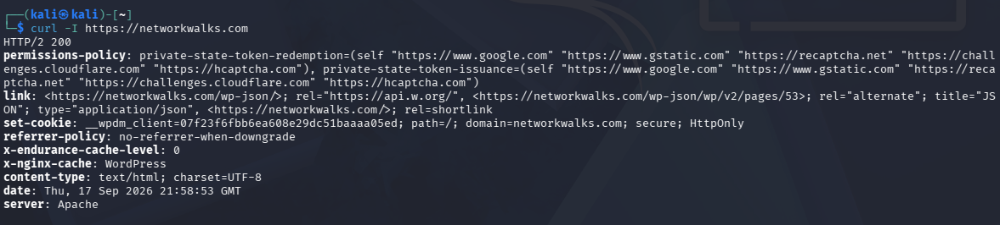 ┌──(kali㉿kali)-[~]
└─$ curl -I https://networkwalks.com
HTTP/2 200
permissions-policy: private-state-token-redemption=(self "https://www.google.com" "https://www.gstatic.com" "https://recaptcha.net" "https://chall
enges.cloudflare.com" "https://hcaptcha.com"), private-state-token-issuance=(self "https://www.google.com" "https://www.gstatic.com" "https://reca
ptcha.net" "https://challenges.cloudflare.com" "https://hcaptcha.com")
link: <https://networkwalks.com/wp-json/>; rel="https://api.w.org/", <https://networkwalks.com/wp-json/wp/v2/pages/53>; rel="alternate"; title="JS
ON"; type="application/json", <https://networkwalks.com/>; rel=shortlink
set-cookie: __wpdm_client=07f23f6fbb6ea608e29dc51baaaa05ed; path=/; domain=networkwalks.com; secure; HttpOnly
referrer-policy: no-referrer-when-downgrade
x-endurance-cache-level: 0
x-nginx-cache: WordPress
content-type: text/html; charset=UTF-8
date: Thu, 17 Sep 2026 21:58:53 GMT
server: Apache